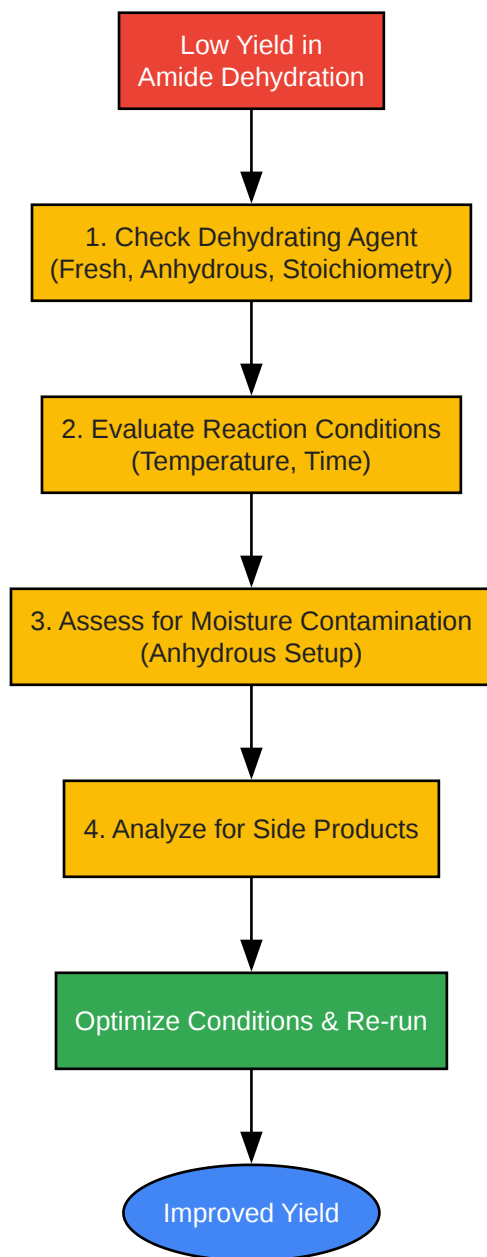 Low Yield in
Amide Dehydration
1. Check Dehydrating Agent
(Fresh, Anhydrous, Stoichiometry)
2. Evaluate Reaction Conditions
(Temperature, Time)
3. Assess for Moisture Contamination
(Anhydrous Setup)
4. Analyze for Side Products
Optimize Conditions & Re-run
Improved Yield